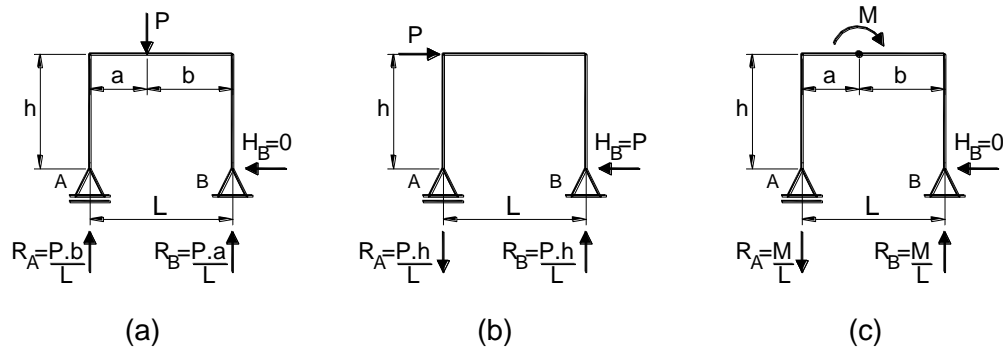 P
a b
h
H_B=0
A B
L
R_A=P.b/L R_B=P.a/L
(a)
P
h
H_B=P
A B
L
R_A=P.h/L R_B=P.h/L
(b)
M
a b
h
H_B=0
A B
L
R_A=M/L R_B=M/L
(c)